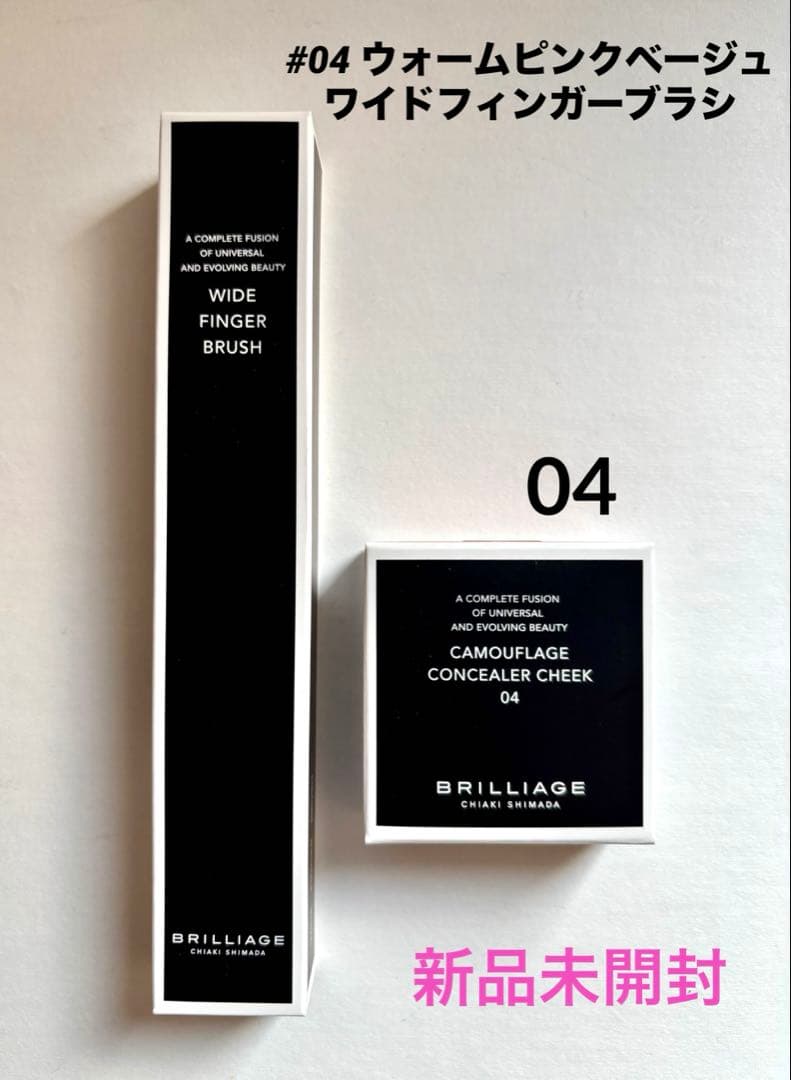 #04 ウォームピンクベージュ
ワイドフィンガーブラシ
A COMPLETE FUSION
OF UNIVERSAL
AND EVOLVING BEAUTY
WIDE
FINGER
BRUSH
BRILLIAGE
CHIAKI SHIMADA
04
A COMPLETE FUSION
OF UNIVERSAL
AND EVOLVING BEAUTY
CAMOUFLAGE
CONCEALER CHEEK
04
BRILLIAGE
CHIAKI SHIMADA
新品未開封